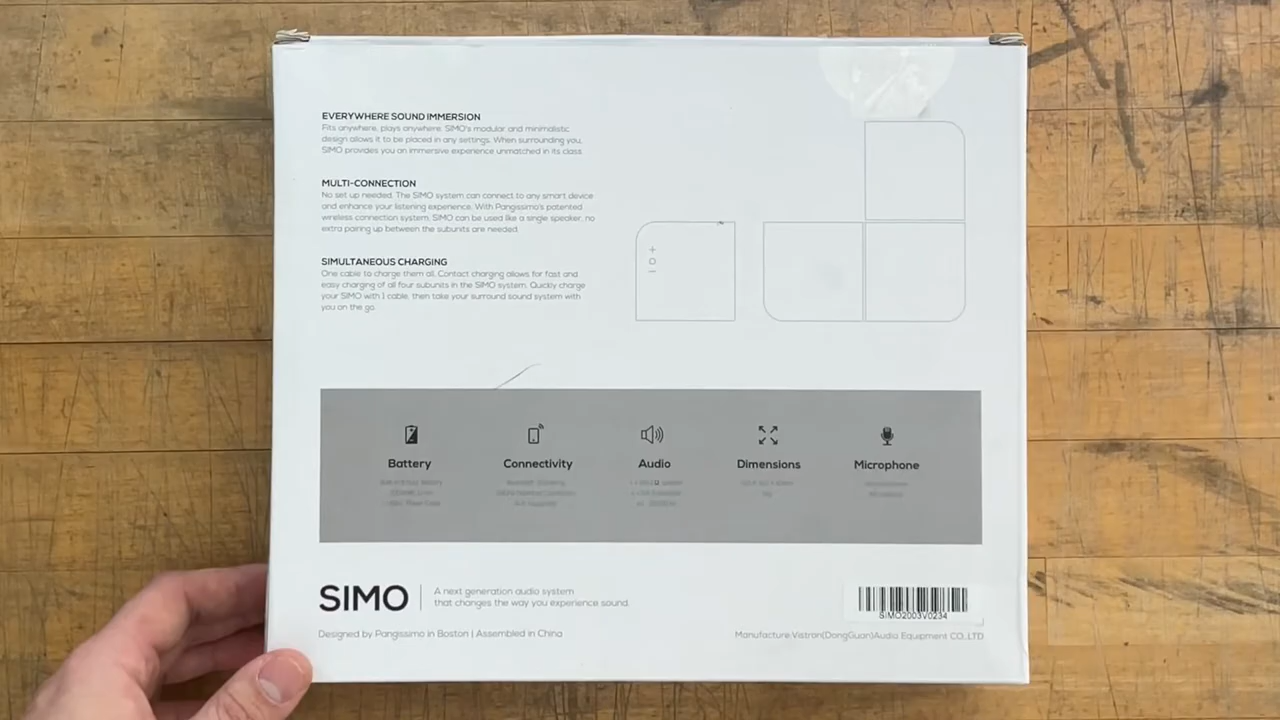 EVERYWHERE SOUND IMMERSION
Fits anywhere, plays anywhere. SIMO's modular and minimalistic
design allows it to be placed in any settings. When surrounding you,
SIMO provides you an immersive experience unmatched in its class.
MULTI-CONNECTION
No set up needed. The SIMO system can connect to any smart device
and enhance your listening experience. With Pangissimo's patented
wireless connection system, SIMO can be used like a single speaker, no
extra pairing up between the subunits are needed.
SIMULTANEOUS CHARGING
One cable to charge them all. Contact charging allows for fast and
easy charging of all four subunits in the SIMO system. Quickly charge
your SIMO with 1 cable, then take your surround sound system with
you on the go.
Battery
Connectivity
Audio
Dimensions
Microphone
SIMO
A next generation audio system
that changes the way you experience sound.
SIMO2003V0234
Designed by Pangissimo in Boston | Assembled in China
Manufacture:Vistron(DongGuan)Audio Equipment CO.,LTD